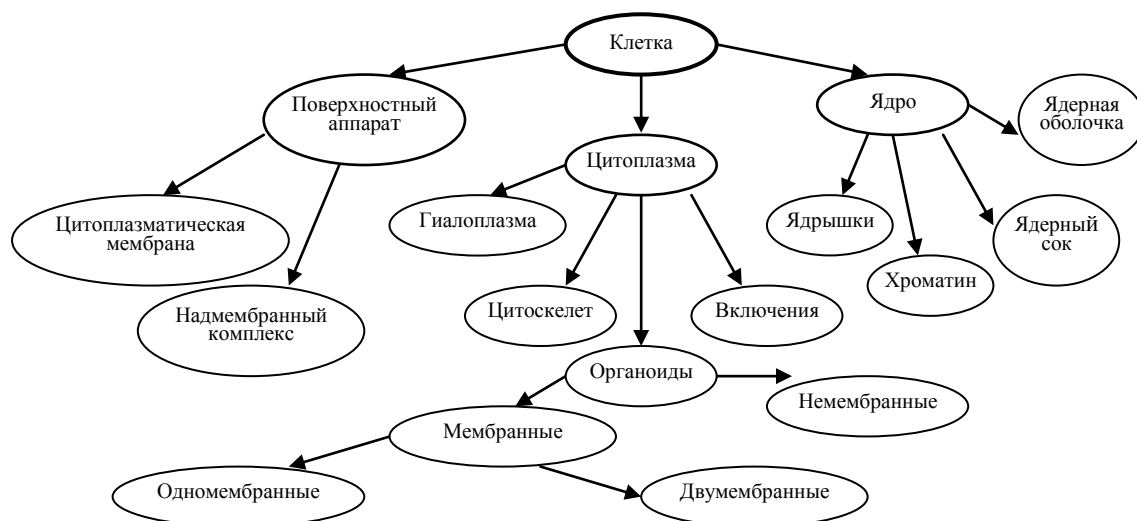 Клетка
Поверхностный
аппарат
Ядро
Ядерная
оболочка
Цитоплазма
Цитоплазматическая
мембрана
Гиалоплазма
Ядрышки
Ядерный
сок
Хроматин
Надмембранный
комплекс
Цитоскелет
Включения
Органоиды
Немембранные
Мембранные
Одномембранные
Двумембранные